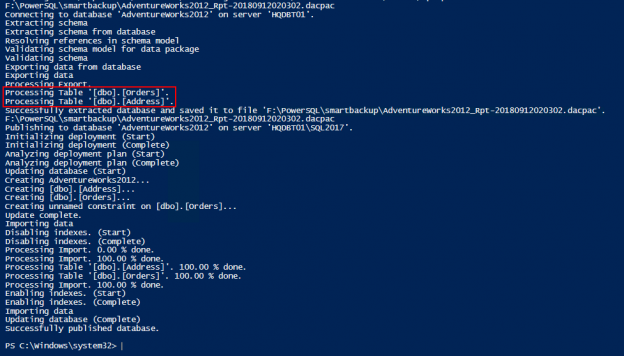 F:\PowerSQL\smartbackup\AdventureWorks2012_Rpt-20180912020302.dacpac
Connecting to database 'AdventureWorks2012' on server 'HQDBT01'.
Extracting schema
Extracting schema from database
Resolving references in schema model
Validating schema model for data package
Validating schema
Exporting data from database
Exporting data
Processing Export.
Processing Table '[dbo].[Orders]'.
Processing Table '[dbo].[Address]'.
Successfully extracted database and saved it to file 'F:\PowerSQL\smartbackup\AdventureWorks2012_Rpt-20180912020302.dacpac'.
F:\PowerSQL\smartbackup\AdventureWorks2012_Rpt-20180912020302.dacpac
Publishing to database 'AdventureWorks2012' on server 'HQDBT01\SQL2017'.
Initializing deployment (Start)
Initializing deployment (Complete)
Analyzing deployment plan (Start)
Analyzing deployment plan (Complete)
Updating database (Start)
Creating AdventureWorks2012...
Creating [dbo].[Address]...
Creating [dbo].[Orders]...
Creating unnamed constraint on [dbo].[Orders]...
Update complete.
Importing data
Disabling indexes. (Start)
Disabling indexes. (Complete)
Processing Import. 0.00 % done.
Processing Import. 100.00 % done.
Processing Table '[dbo].[Address]'. 100.00 % done.
Processing Table '[dbo].[Orders]'. 100.00 % done.
Processing Import. 100.00 % done.
Enabling indexes. (Start)
Enabling indexes. (Complete)
Importing data
Updating database (Complete)
Successfully published database.
PS C:\Windows\system32>